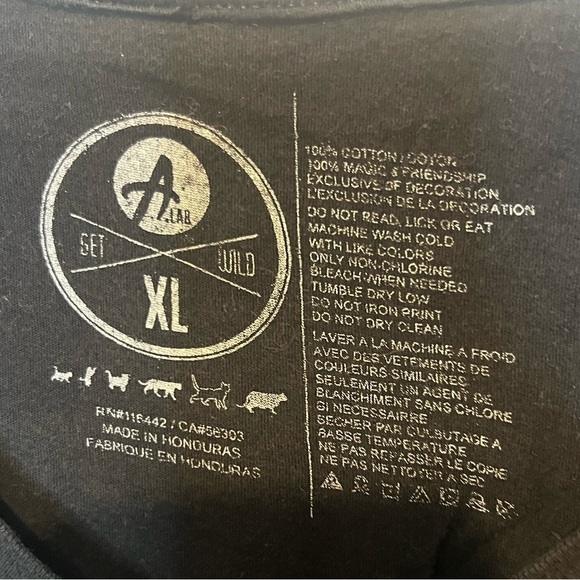 A.LAB
GET WILD
XL
RN#116442 / CA#56303
MADE IN HONDURAS
FABRIQUE EN HONDURAS
100% COTTON / COTON
100% MAGIC & FRIENDSHIP
EXCLUSIVE OF DECORATION
L'EXCLUSION DE LA DECORATION
DO NOT READ, LICK OR EAT
MACHINE WASH COLD
WITH LIKE COLORS
ONLY NON-CHLORINE
BLEACH WHEN NEEDED
TUMBLE DRY LOW
DO NOT IRON PRINT
DO NOT DRY CLEAN
LAVER A LA MACHINE A FROID
AVEC DES VETEMENTS DE
COULEURS SIMILAIRES
SEULEMENT UN AGENT DE
BLANCHIMENT SANS CHLORE
SI NECESSAIRRE
SECHER PAR CULBUTAGE A
BASSE TEMPERATURE
NE PAS REPASSER LE COPIE
NE PAS NETTOYER A SEC